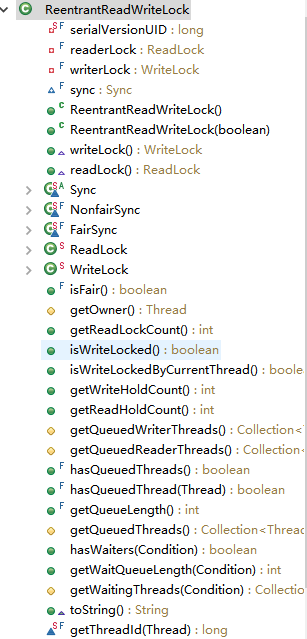 ReentrantReadWriteLock
serialVersionUID : long
readerLock : ReadLock
writerLock : WriteLock
sync : Sync
ReentrantReadWriteLock()
ReentrantReadWriteLock(boolean)
writeLock() : WriteLock
readLock() : ReadLock
Sync
NonfairSync
FairSync
ReadLock
WriteLock
isFair() : boolean
getOwner() : Thread
getReadLockCount() : int
isWriteLocked() : boolean
isWriteLockedByCurrentThread() : boole
getWriteHoldCount() : int
getReadHoldCount() : int
getQueuedWriterThreads() : Collection<T
getQueuedReaderThreads() : Collection<
hasQueuedThreads() : boolean
hasQueuedThread(Thread) : boolean
getQueueLength() : int
getQueuedThreads() : Collection<Thread
hasWaiters(Condition) : boolean
getWaitQueueLength(Condition) : int
getWaitingThreads(Condition) : Collection
toString() : String
getThreadId(Thread) : long